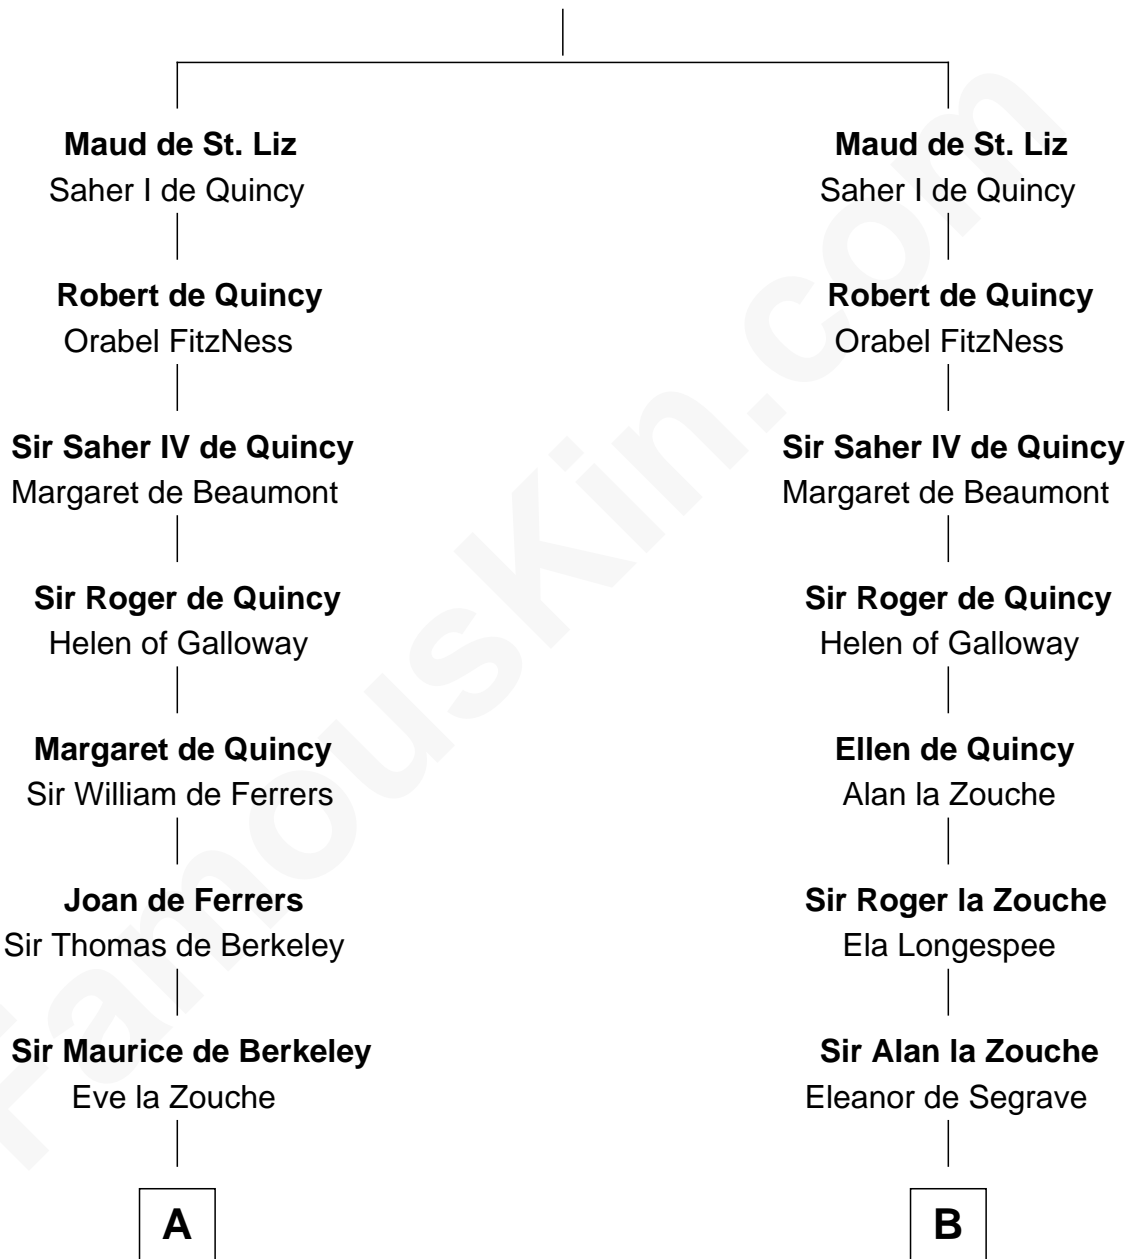 Maud de St. Liz
Saher I de Quincy
Robert de Quincy
Orabel FitzNess
Sir Saher IV de Quincy
Margaret de Beaumont
Sir Roger de Quincy
Helen of Galloway
Margaret de Quincy
Sir William de Ferrers
Joan de Ferrers
Sir Thomas de Berkeley
Sir Maurice de Berkeley
Eve la Zouche
A
Maud de St. Liz
Saher I de Quincy
Robert de Quincy
Orabel FitzNess
Sir Saher IV de Quincy
Margaret de Beaumont
Sir Roger de Quincy
Helen of Galloway
Ellen de Quincy
Alan la Zouche
Sir Roger la Zouche
Ela Longespee
Sir Alan la Zouche
Eleanor de Segrave
B
FamousKin.com